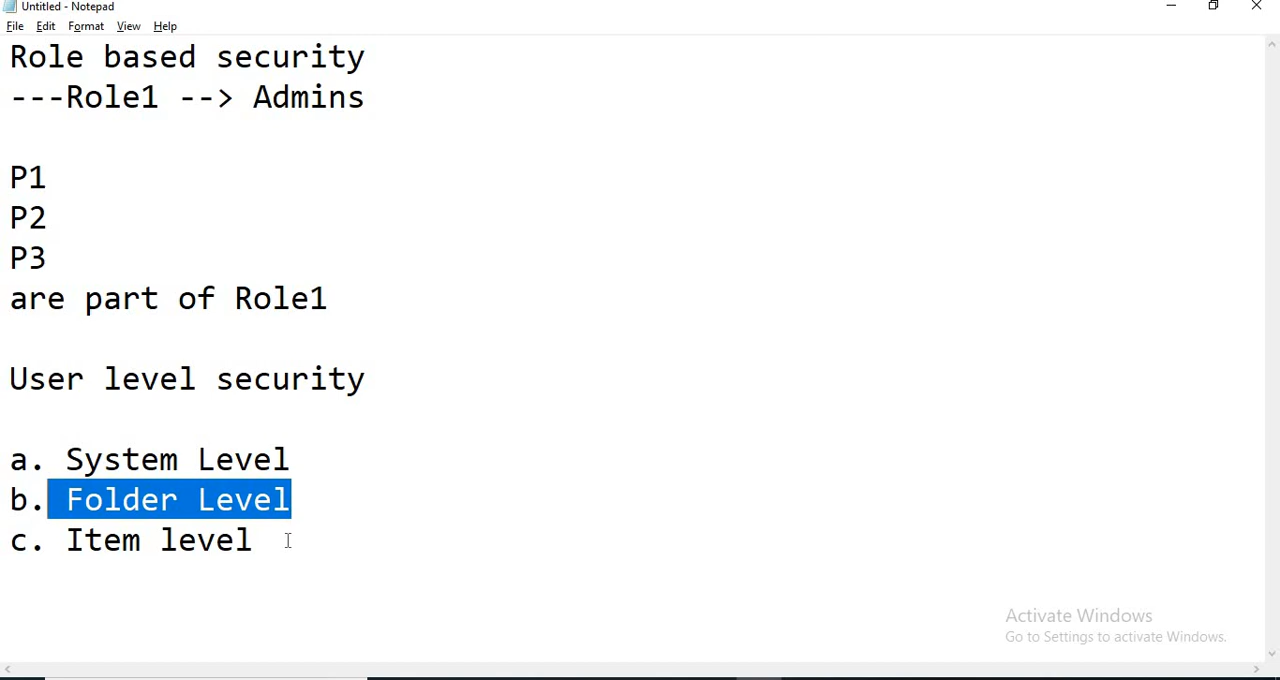 Untitled - Notepad
File Edit Format View Help
Role based security
---Role1 --> Admins
P1
P2
P3
are part of Role1
User level security
a. System Level
b. Folder Level
c. Item level
Activate Windows
Go to Settings to activate Windows.